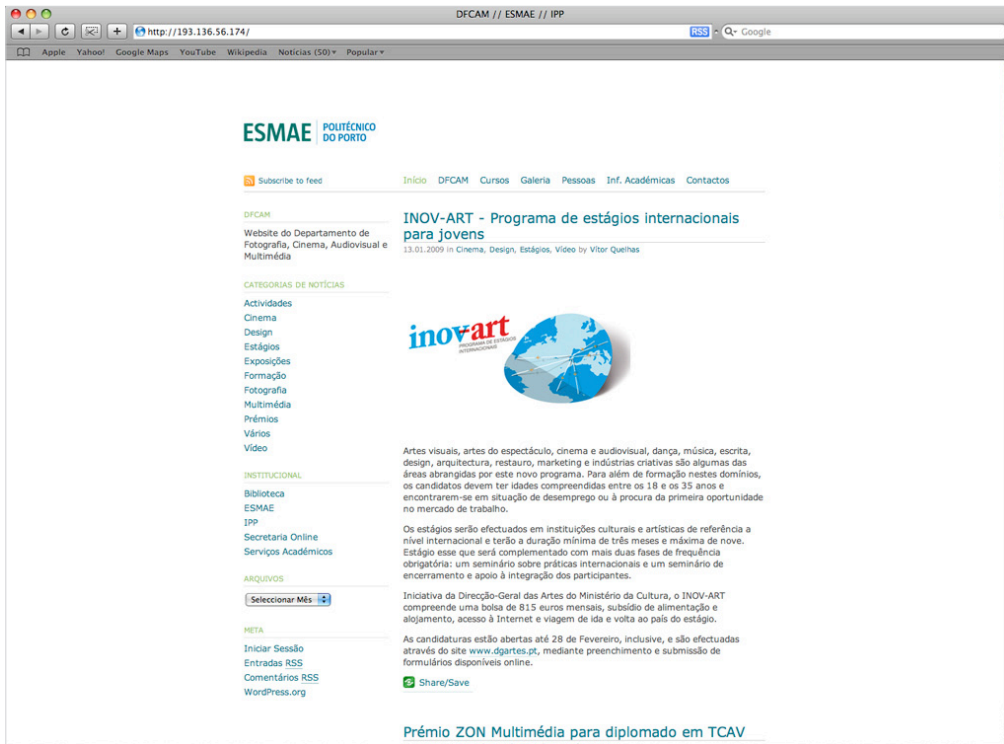 DFCAM // ESMAE // IPP
http://193.136.56.174/
RSS
Google
Apple Yahoo! Google Maps YouTube Wikipedia Notícias (50) Popular
ESMAE
POLITÉCNICO
DO PORTO
Subscribe to feed
Início DFCAM Cursos Galeria Pessoas Inf. Académicas Contactos
DFCAM
Website do Departamento de
Fotografia, Cinema, Audiovisual e
Multimédia
CATEGORIAS DE NOTÍCIAS
Actividades
Cinema
Design
Estágios
Exposições
Formação
Fotografia
Multimédia
Prémios
Vários
Vídeo
INSTITUCIONAL
Biblioteca
ESMAE
IPP
Secretaria Online
Serviços Académicos
ARQUIVOS
Seleccionar Mês
META
Iniciar Sessão
Entradas RSS
Comentários RSS
WordPress.org
INOV-ART - Programa de estágios internacionais
para jovens
13.01.2009 in Cinema, Design, Estágios, Vídeo by Vítor Quelhas
inov-art
PROGRAMA DE ESTÁGIOS
INTERNACIONAIS
Artes visuais, artes do espectáculo, cinema e audiovisual, dança, música, escrita,
design, arquitectura, restauro, marketing e indústrias criativas são algumas das
áreas abrangidas por este novo programa. Para além de formação nestes domínios,
os candidatos devem ter idades compreendidas entre os 18 e os 35 anos e
encontrarem-se em situação de desemprego ou à procura da primeira oportunidade
no mercado de trabalho.
Os estágios serão efectuados em instituições culturais e artísticas de referência a
nível internacional e terão a duração mínima de três meses e máxima de nove.
Estágio esse que será complementado com mais duas fases de frequência
obrigatória: um seminário sobre práticas internacionais e um seminário de
encerramento e apoio à integração dos participantes.
Iniciativa da Direcção-Geral das Artes do Ministério da Cultura, o INOV-ART
compreende uma bolsa de 815 euros mensais, subsídio de alimentação e
alojamento, acesso à Internet e viagem de ida e volta ao país do estágio.
As candidaturas estão abertas até 28 de Fevereiro, inclusive, e são efectuadas
através do site www.dgartes.pt, mediante preenchimento e submissão de
formulários disponíveis online.
Share/Save
Prémio ZON Multimédia para diplomado em TCAV